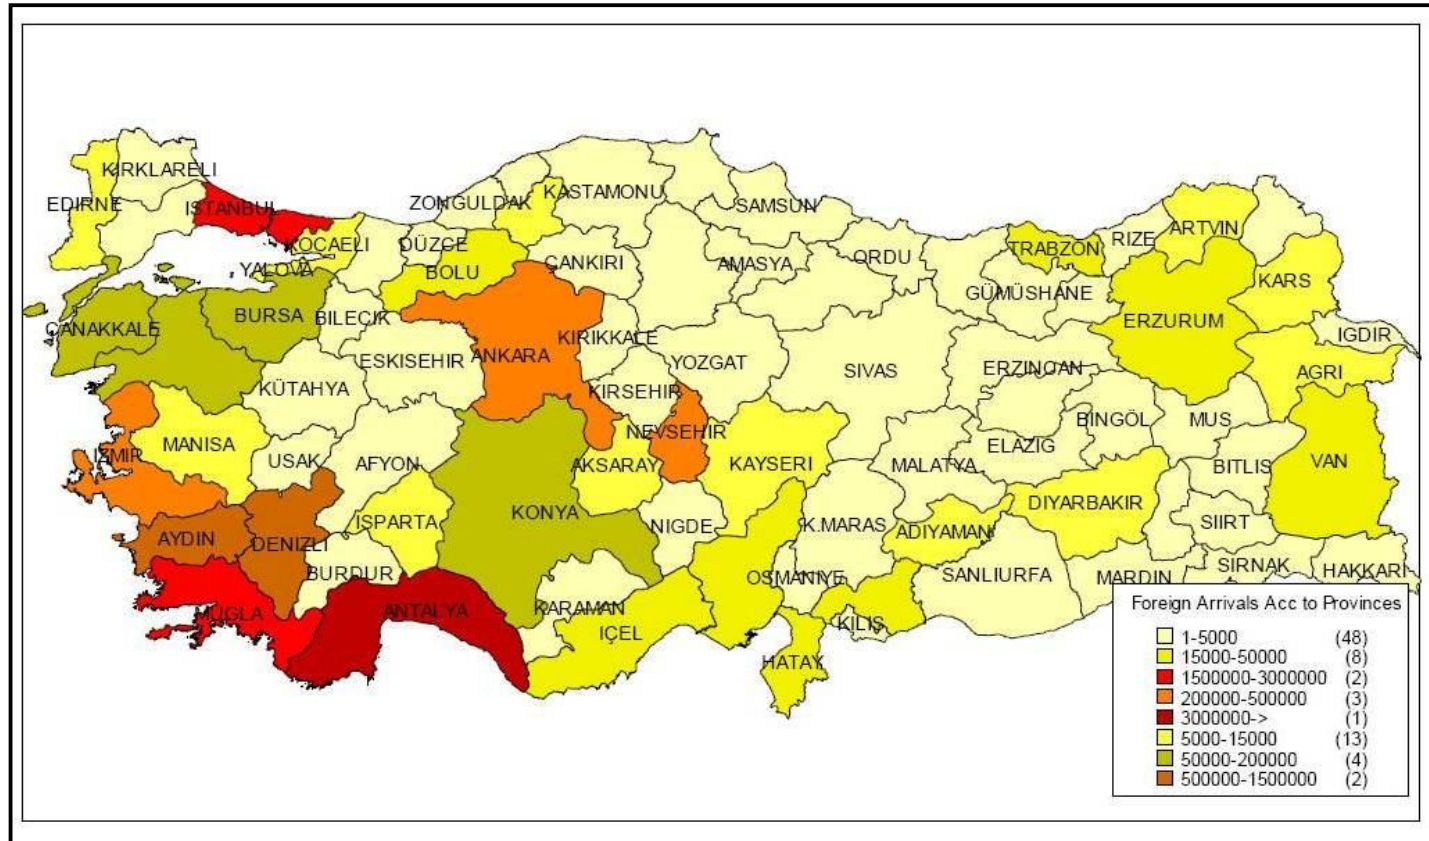 KIRKLARELI
EDIRNE
ISTANBUL
KOCAELI
YALOVA
ZONGULDAK
KASTAMONU
SAMSUN
DÜZCE
BOLU
ÇANKIRI
AMASYA
ORDU
TRABZON
RIZE
ARTVIN
GÜMÜSHANE
KARS
ÇANAKKALE
BURSA
BILECIK
ESKISEHIR
ANKARA
KIRIKKALE
YOZGAT
SIVAS
ERZINCAN
ERZURUM
IGDIR
AGRI
KÜTAHYA
KIRSEHIR
MANISA
IZMIR
USAK
AFYON
NEVSEHIR
AKSARAY
KAYSERI
MALATYA
ELAZIG
BINGÖL
MUS
BITLIS
VAN
AYDIN
DENIZLI
ISPARTA
KONYA
NIGDE
K.MARAS
ADIYAMAN
DIYARBAKIR
SIIRT
BURDUR
OSMANIYE
SANLIURFA
MARDIN
SIRNAK
HAKKARI
MUGLA
ANTALYA
KARAMAN
IÇEL
KILIS
HATAY
Foreign Arrivals Acc to Provinces
1-5000 (48)
15000-50000 (8)
1500000-3000000 (2)
200000-500000 (3)
3000000-> (1)
5000-15000 (13)
50000-200000 (4)
500000-1500000 (2)